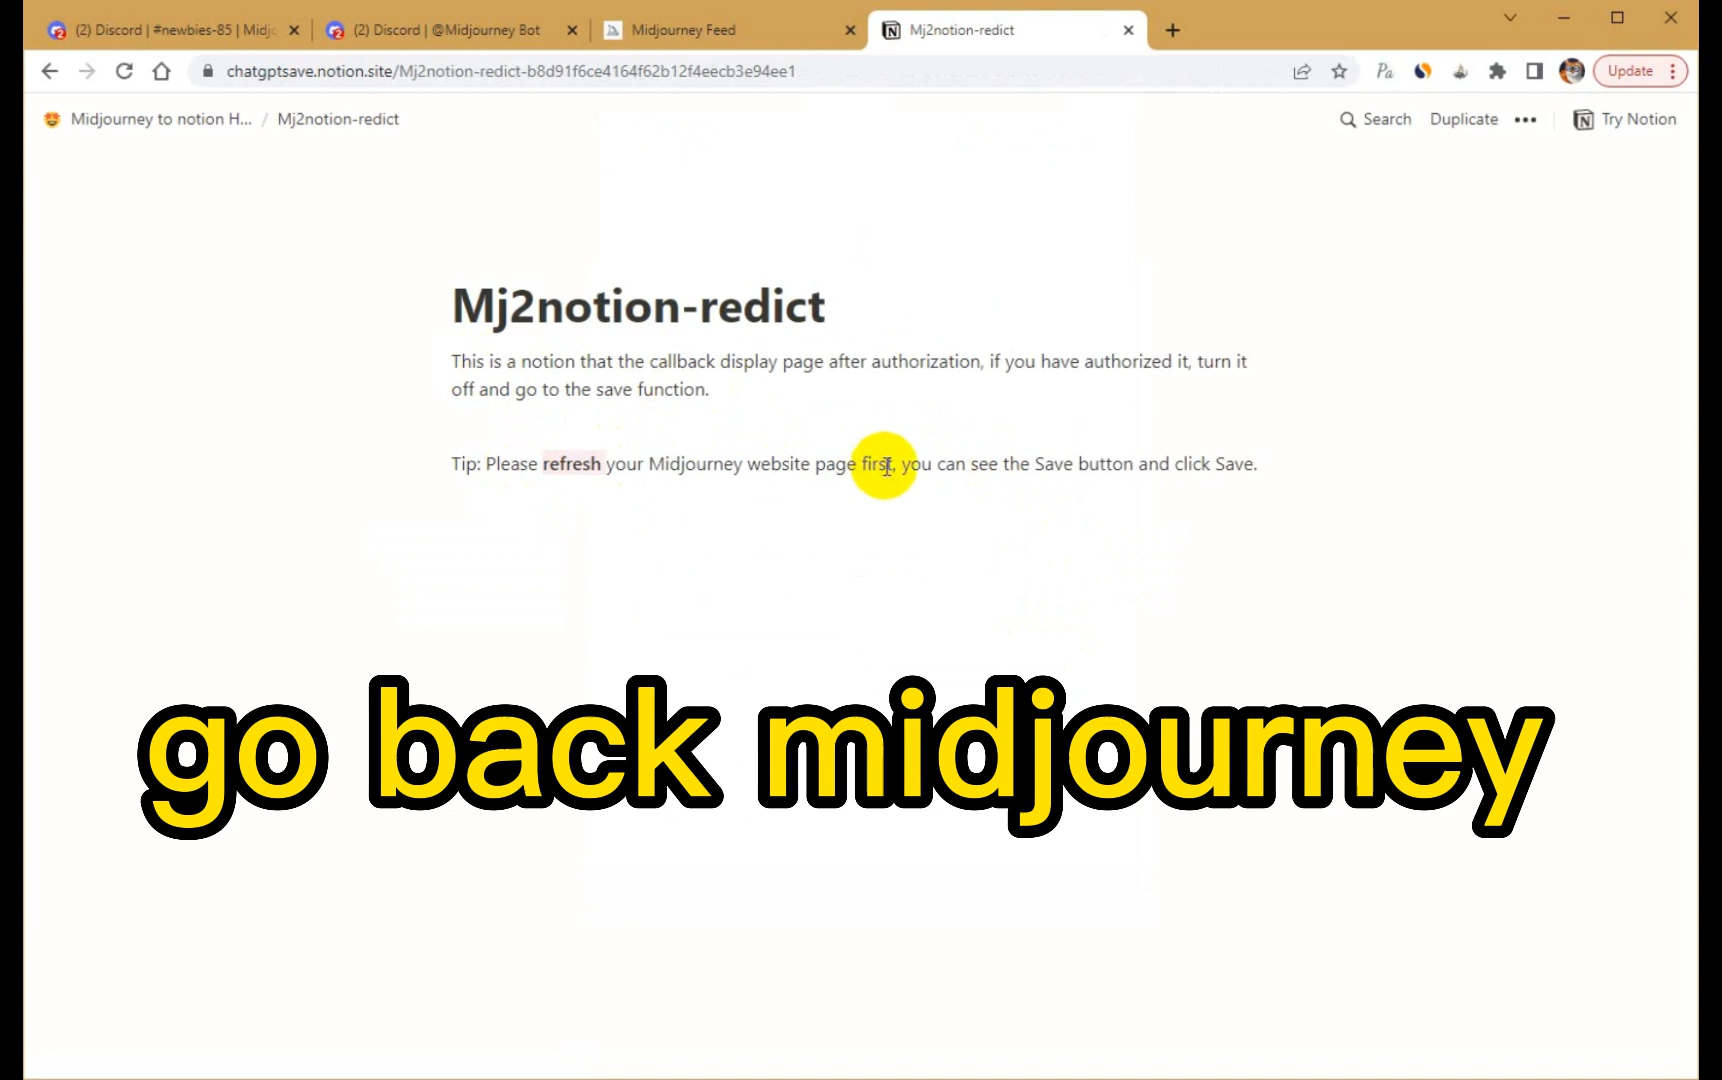 (2) Discord | #newbies-85 | Midjc
(2) Discord | @Midjourney Bot
Midjourney Feed
Mj2notion-redict
chatgptsave.notion.site/Mj2notion-redict-b8d91f6ce4164f62b12f4eecb3e94ee1
Pa
Update
Midjourney to notion H... / Mj2notion-redict
Search
Duplicate
Try Notion
Mj2notion-redict
This is a notion that the callback display page after authorization, if you have authorized it, turn it
off and go to the save function.
Tip: Please refresh your Midjourney website page first, you can see the Save button and click Save.
go back midjourney